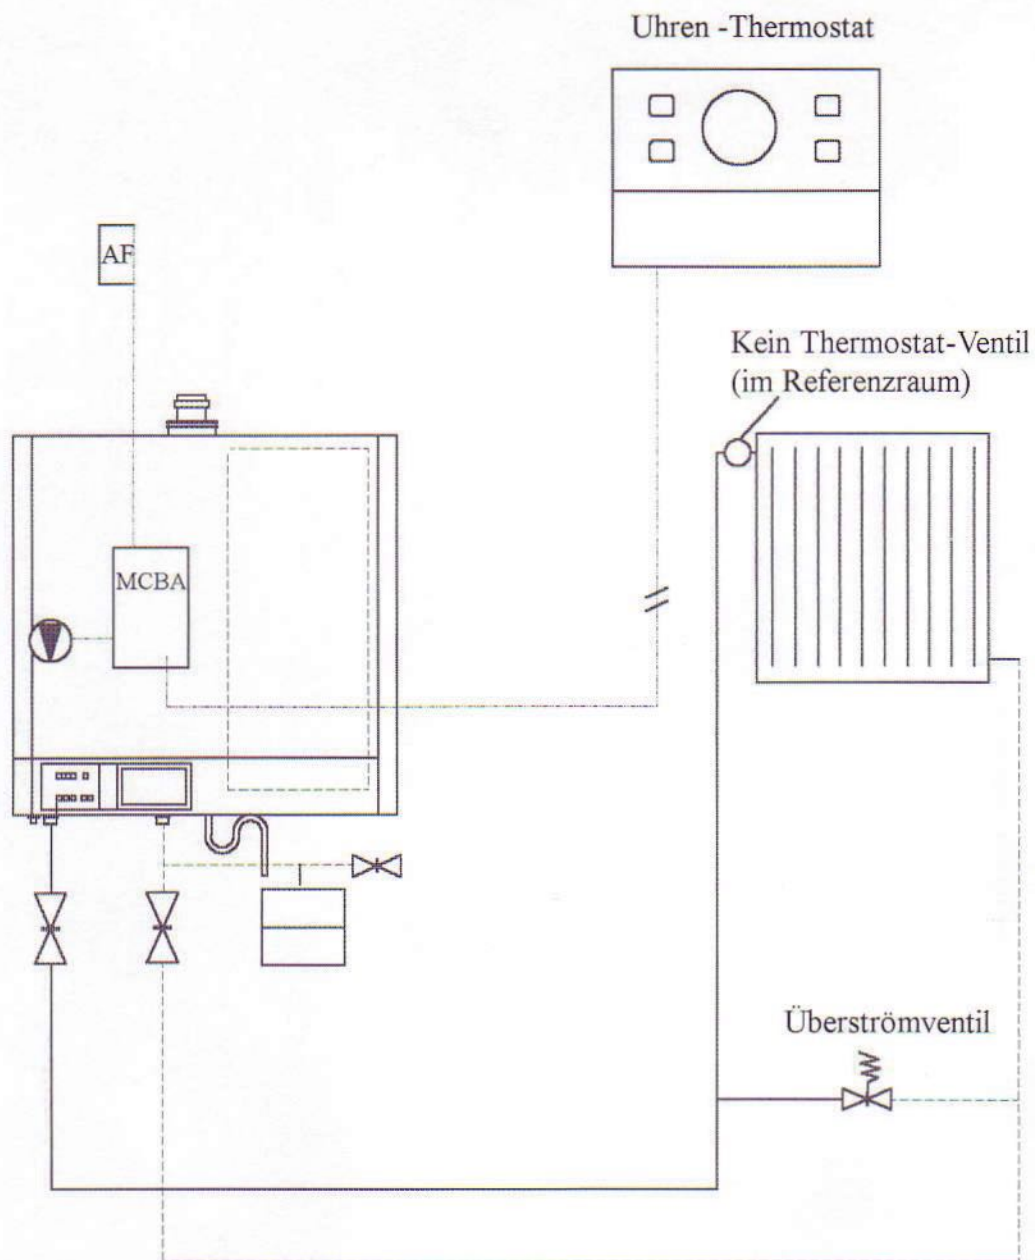 Uhren -Thermostat
AF
Kein Thermostat-Ventil
(im Referenzraum)
MCBA
Überströmventil